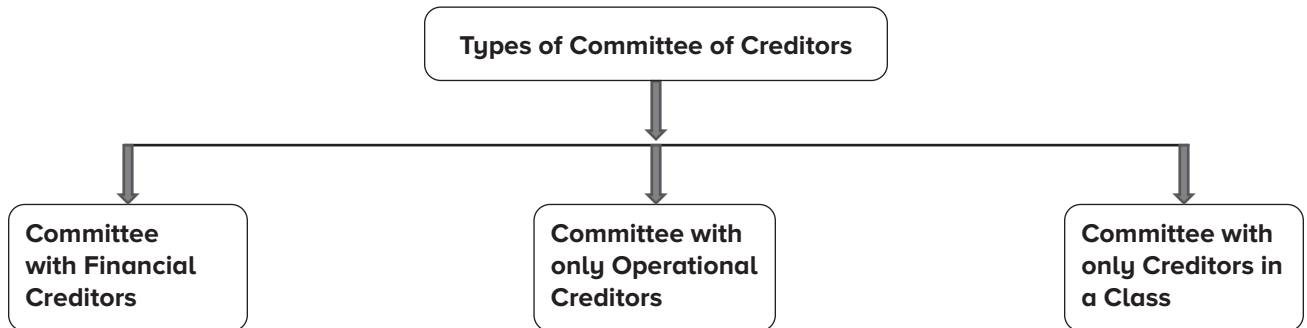 Types of Committee of Creditors
Committee
with Financial
Creditors
Committee with
only Operational
Creditors
Committee with
only Creditors in
a Class